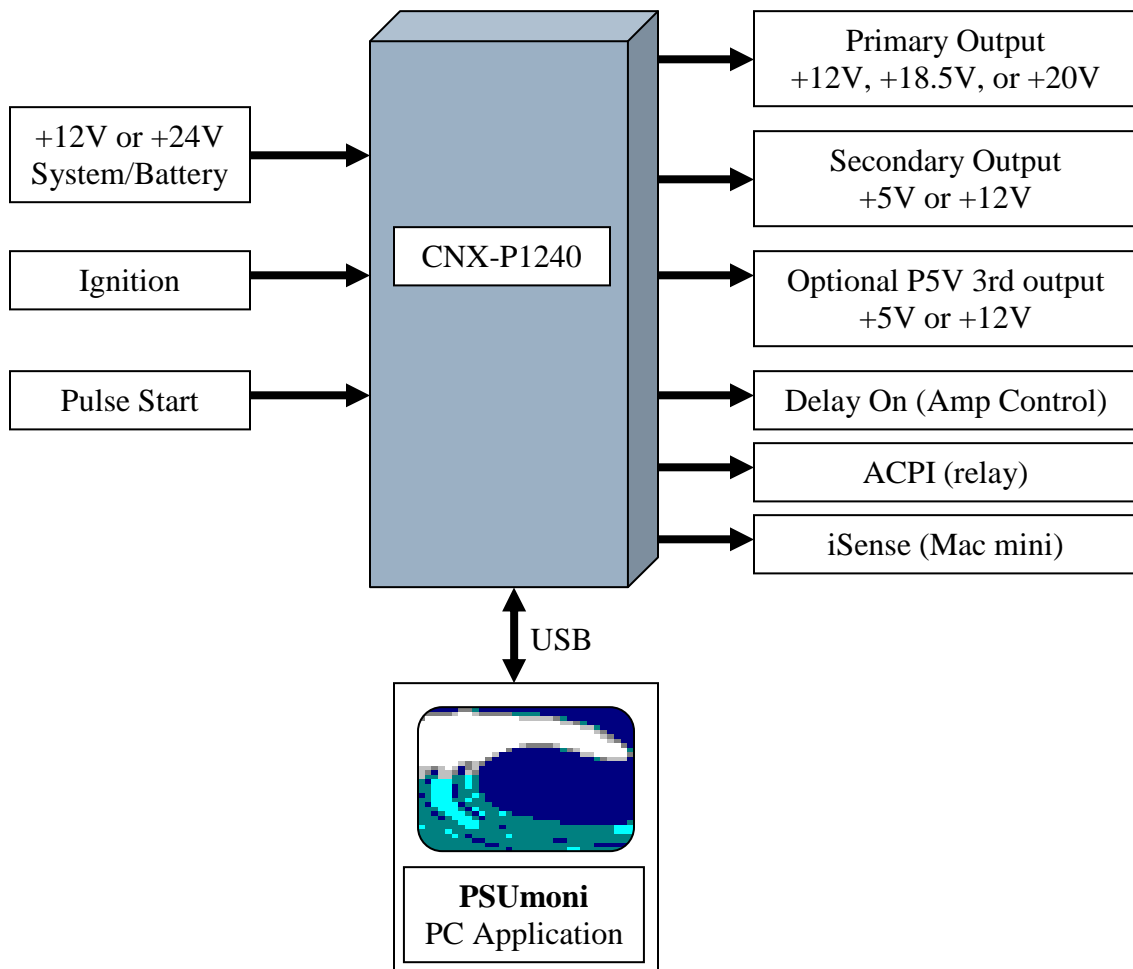 +12V or +24V
System/Battery
Ignition
Pulse Start
CNX-P1240
Primary Output
+12V, +18.5V, or +20V
Secondary Output
+5V or +12V
Optional P5V 3rd output
+5V or +12V
Delay On (Amp Control)
ACPI (relay)
iSense (Mac mini)
USB
PSUmoni
PC Application